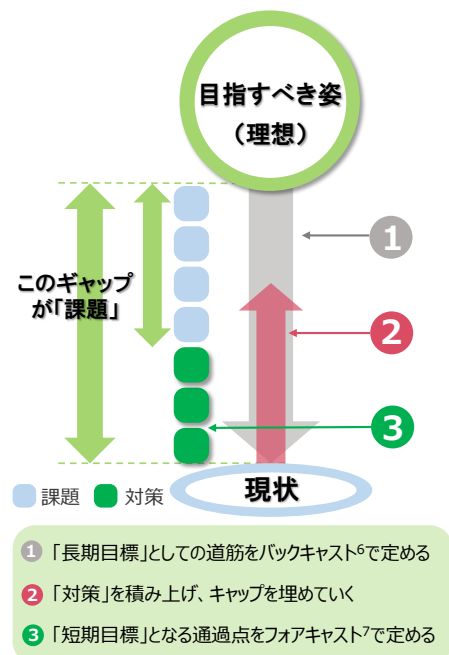 目指すべき姿
（理想）
1
このギャップ
が「課題」
2
3
現状
課題 対策
1 「長期目標」としての道筋をバックキャスト6で定める
2 「対策」を積み上げ、キャップを埋めていく
3 「短期目標」となる通過点をフォアキャスト7で定める